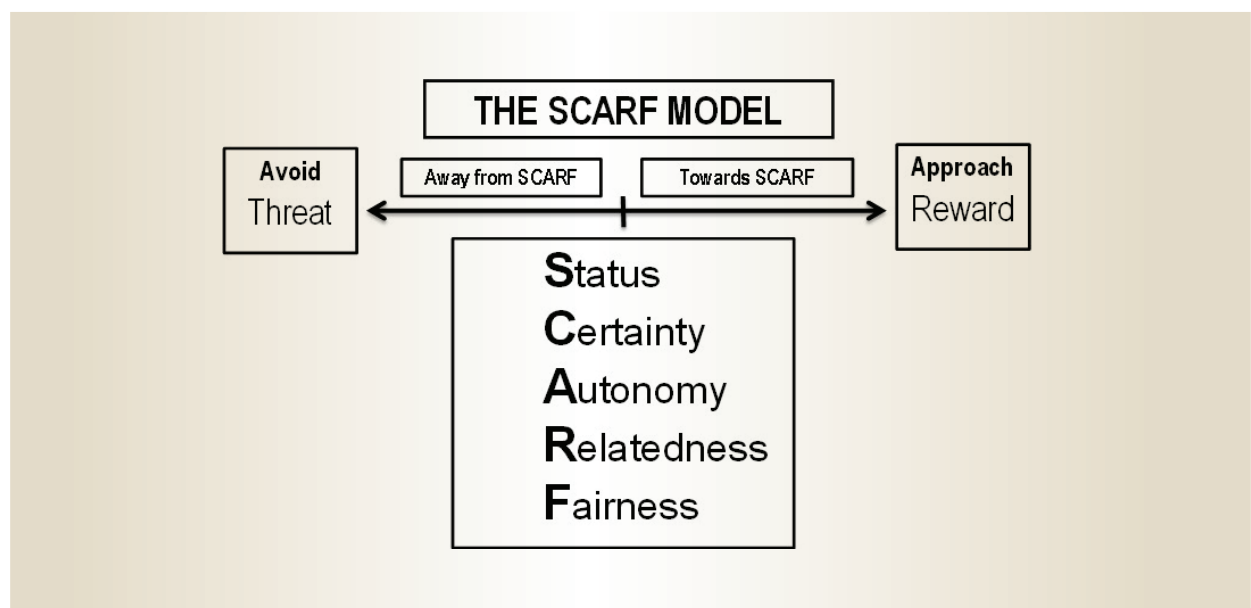 THE SCARF MODEL
Avoid
Threat
Away from SCARF
Towards SCARF
Approach
Reward
Status
Certainty
Autonomy
Relatedness
Fairness